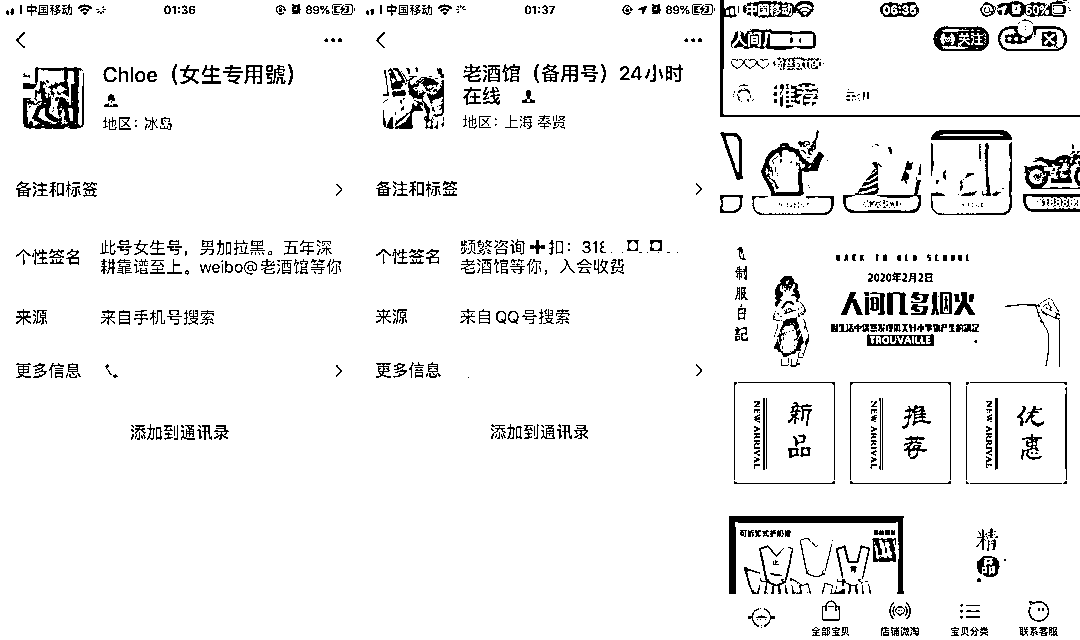 中国移动
01:36
89%
Chloe（女生专用號）
地区：冰岛
备注和标签
个性签名
此号女生号，男加拉黑。五年深
耕靠谱至上。weibo@老酒馆等你
来源
来自手机号搜索
更多信息
添加到通讯录
中国移动
01:37
89%
老酒馆（备用号）24小时
在线
地区：上海 奉贤
备注和标签
个性签名
频繁咨询➕扣：318
老酒馆等你，入会收费
来源
来自QQ号搜索
更多信息
添加到通讯录
中国移动
06:35
60%
人间
关注
推荐
制服日記
BACK TO OLD SCHOOL
2020年2月2日
人间几多烟火
TROUVAILLE
NEW ARRIVAL
新品
NEW ARRIVAL
推荐
NEW ARRIVAL
优惠
精品
全部宝贝
店铺微淘
宝贝分类
联系客服